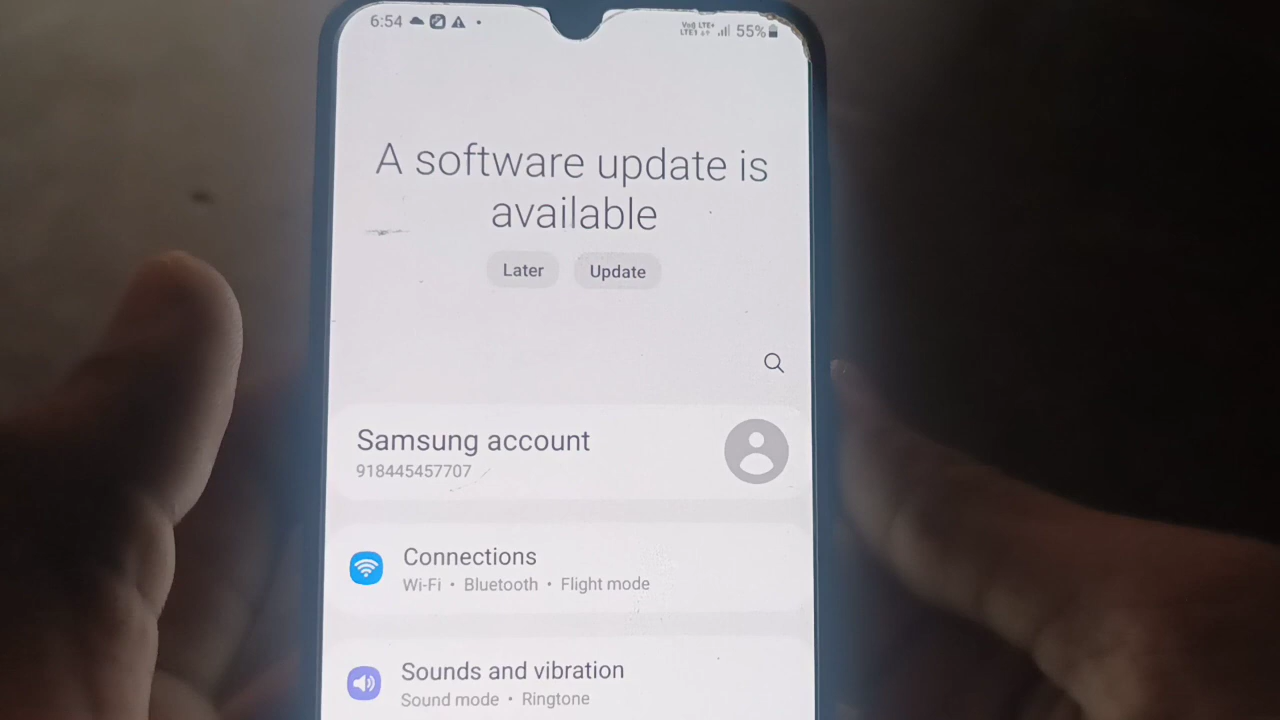 6:54
55%
A software update is
available
Later Update
Samsung account
918445457707
Connections
Wi-Fi • Bluetooth • Flight mode
Sounds and vibration
Sound mode • Ringtone